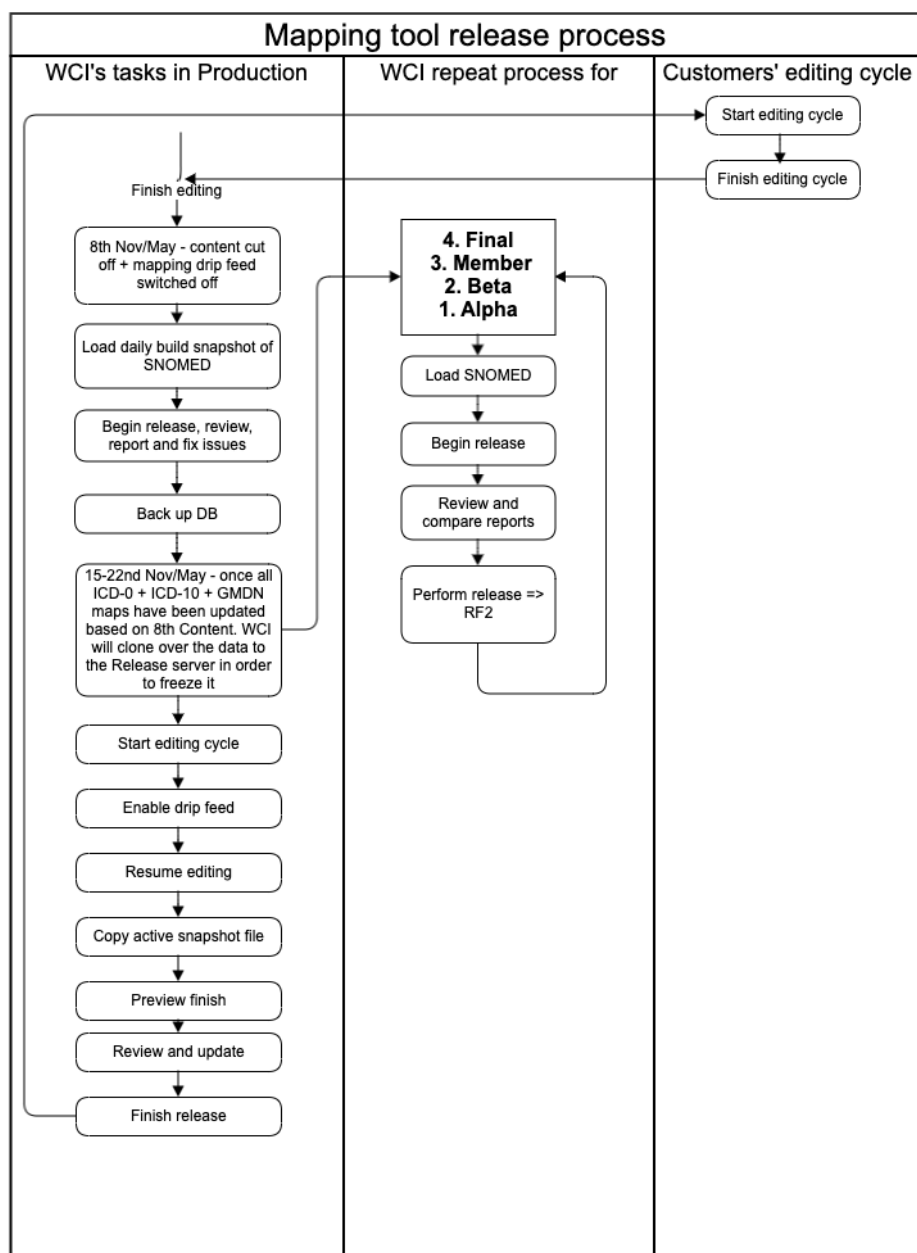 Mapping tool release process
WCI's tasks in Production
WCI repeat process for
Customers' editing cycle
Start editing cycle
Finish editing cycle
Finish editing
8th Nov/May - content cut
off + mapping drip feed
switched off
Load daily build snapshot of
SNOMED
Begin release, review,
report and fix issues
Back up DB
15-22nd Nov/May - once all
ICD-0 + ICD-10 + GMDN
maps have been updated
based on 8th Content. WCI
will clone over the data to
the Release server in order
to freeze it
Start editing cycle
Enable drip feed
Resume editing
Copy active snapshot file
Preview finish
Review and update
Finish release
4. Final
3. Member
2. Beta
1. Alpha
Load SNOMED
Begin release
Review and
compare reports
Perform release =>
RF2